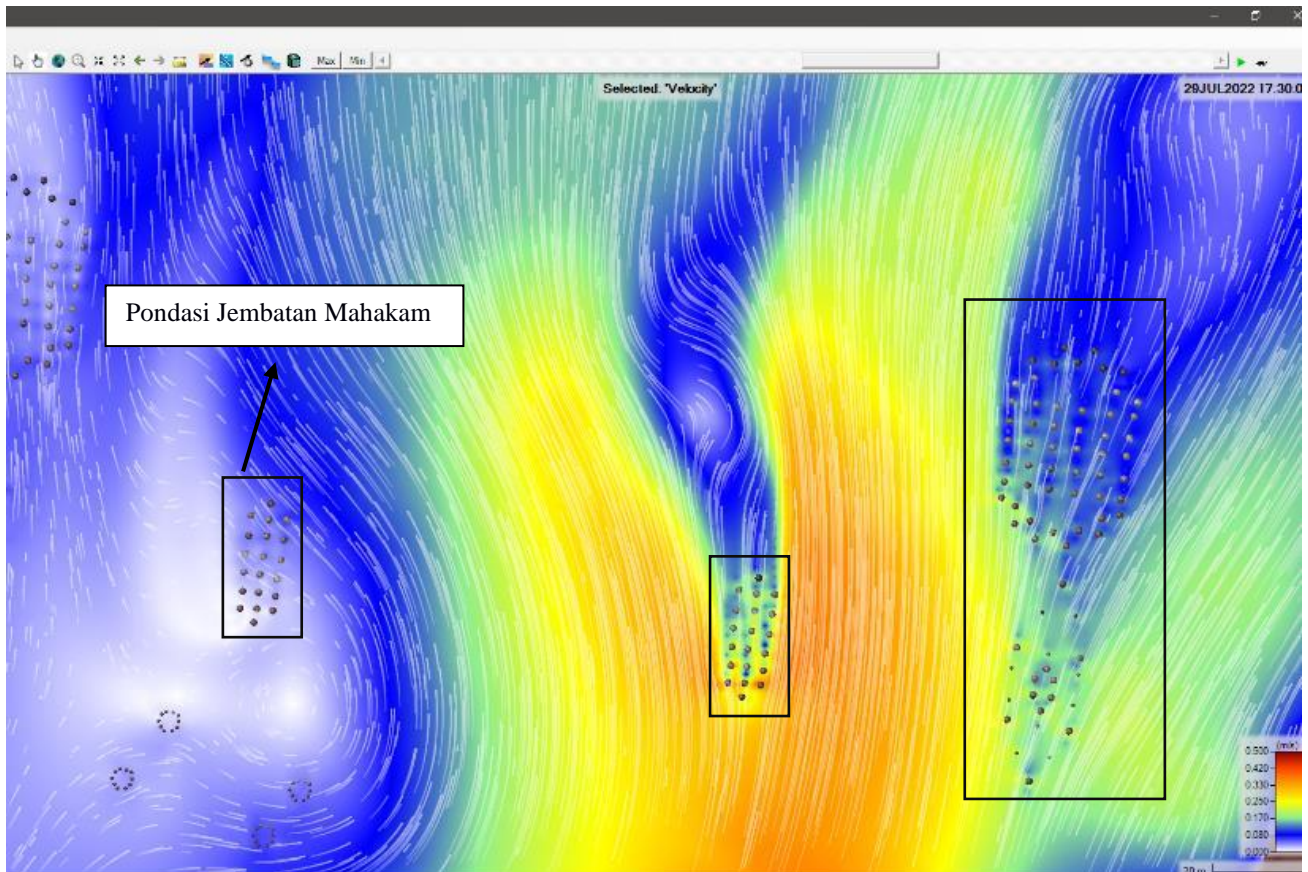 Max Min
Selected: 'Velocity'
29JUL2022 17:30:0
Pondasi Jembatan Mahakam
(m/s)
0.500
0.420
0.330
0.250
0.170
0.080
0.000
20 m